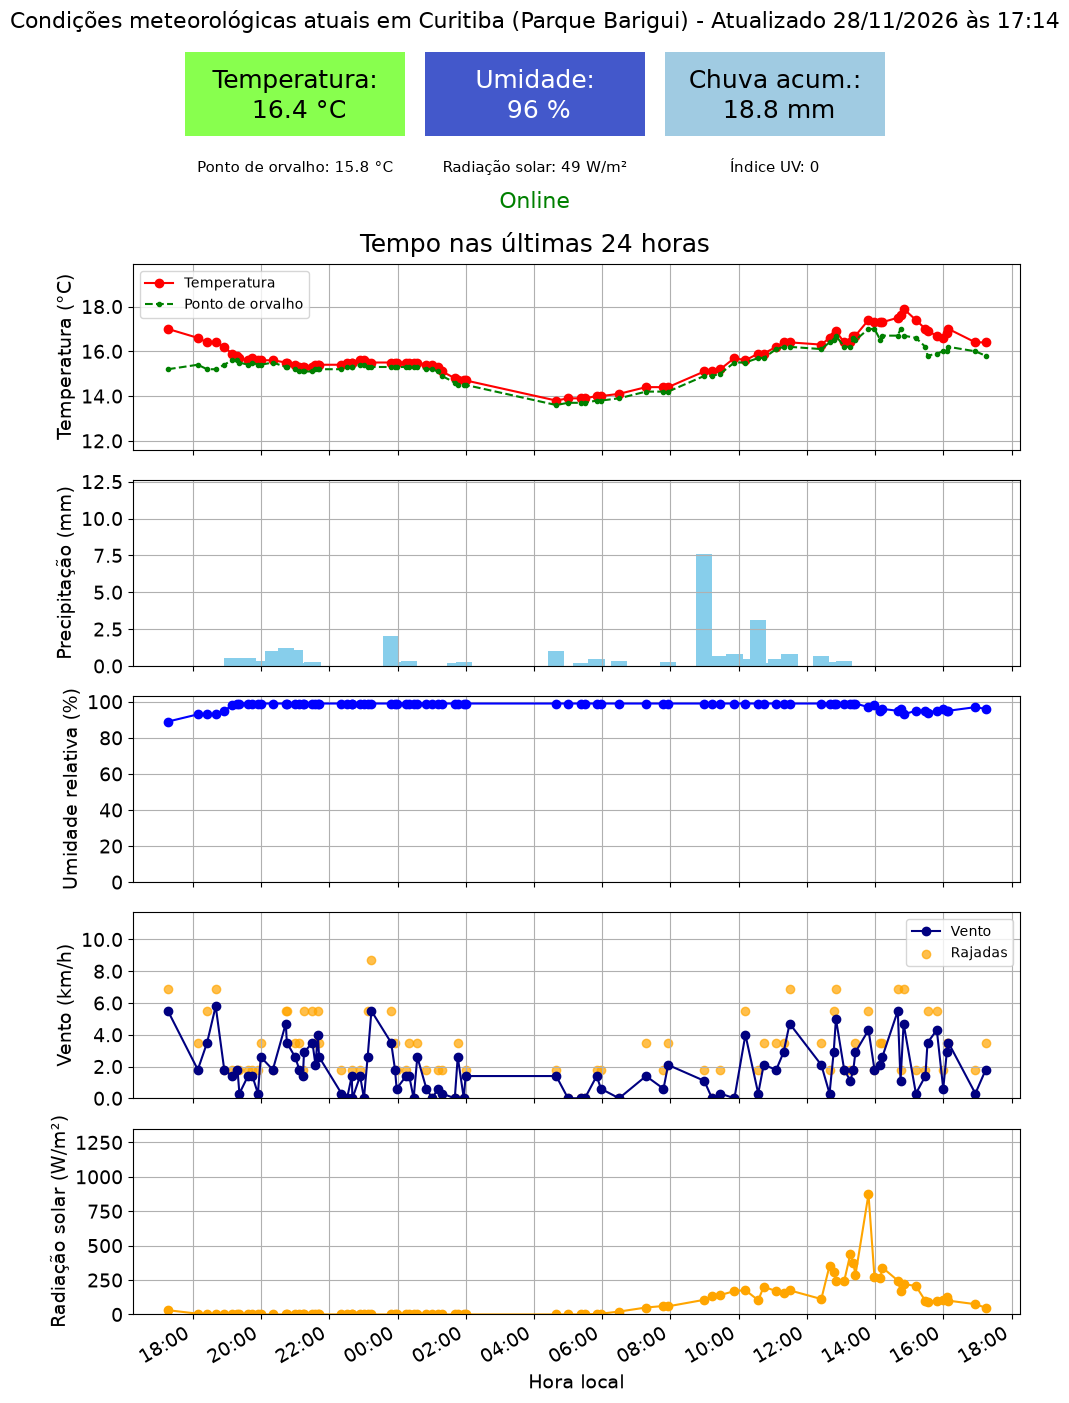 Condições meteorológicas atuais em Curitiba (Parque Barigui) - Atualizado 28/11/2026 às 17:14
Temperatura:
16.4 °C
Umidade:
96 %
Chuva acum.:
18.8 mm
Ponto de orvalho: 15.8 °C
Radiação solar: 49 W/m²
Índice UV: 0
Online
Tempo nas últimas 24 horas
Temperatura (°C)
18.0
16.0
14.0
12.0
Temperatura
Ponto de orvalho
Precipitação (mm)
12.5
10.0
7.5
5.0
2.5
0.0
Umidade relativa (%)
100
80
60
40
20
0
Vento (km/h)
10.0
8.0
6.0
4.0
2.0
0.0
Vento
Rajadas
Radiação solar (W/m²)
1250
1000
750
500
250
0
18:00
20:00
22:00
00:00
02:00
04:00
06:00
08:00
10:00
12:00
14:00
16:00
18:00
Hora local